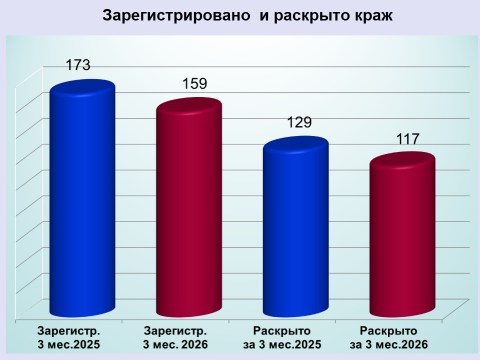 Зарегистрировано и раскрыто краж
173
159
129
117
Зарегистр.
3 мес.2025
Зарегистр.
3 мес. 2026
Раскрыто
за 3 мес.2025
Раскрыто
за 3 мес.2026